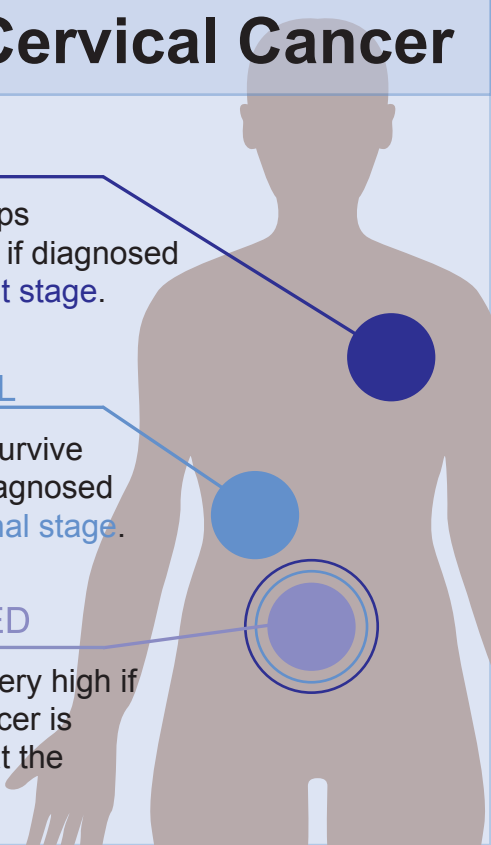 Cervical Cancer
ps
if diagnosed
t stage.
L
urvive
agnosed
nal stage.
ED
ery high if
cer is
t the